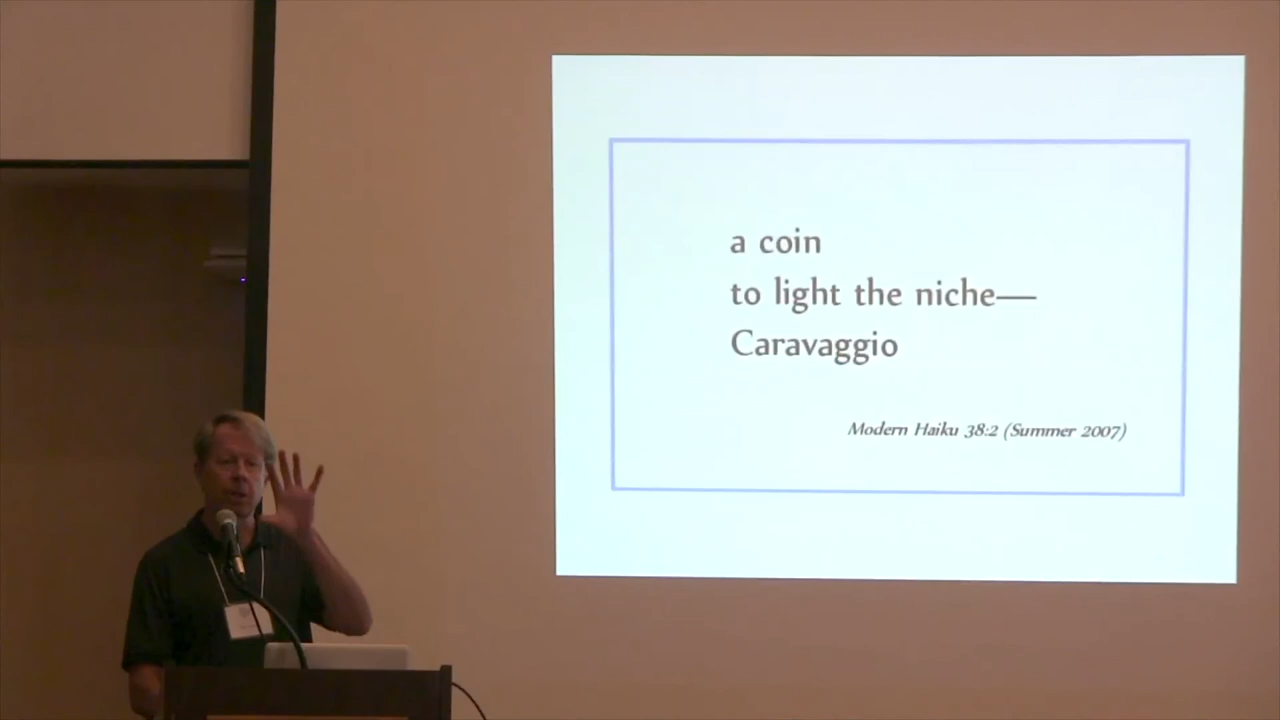 a coin
to light the niche—
Caravaggio
Modern Haiku 38:2 (Summer 2007)